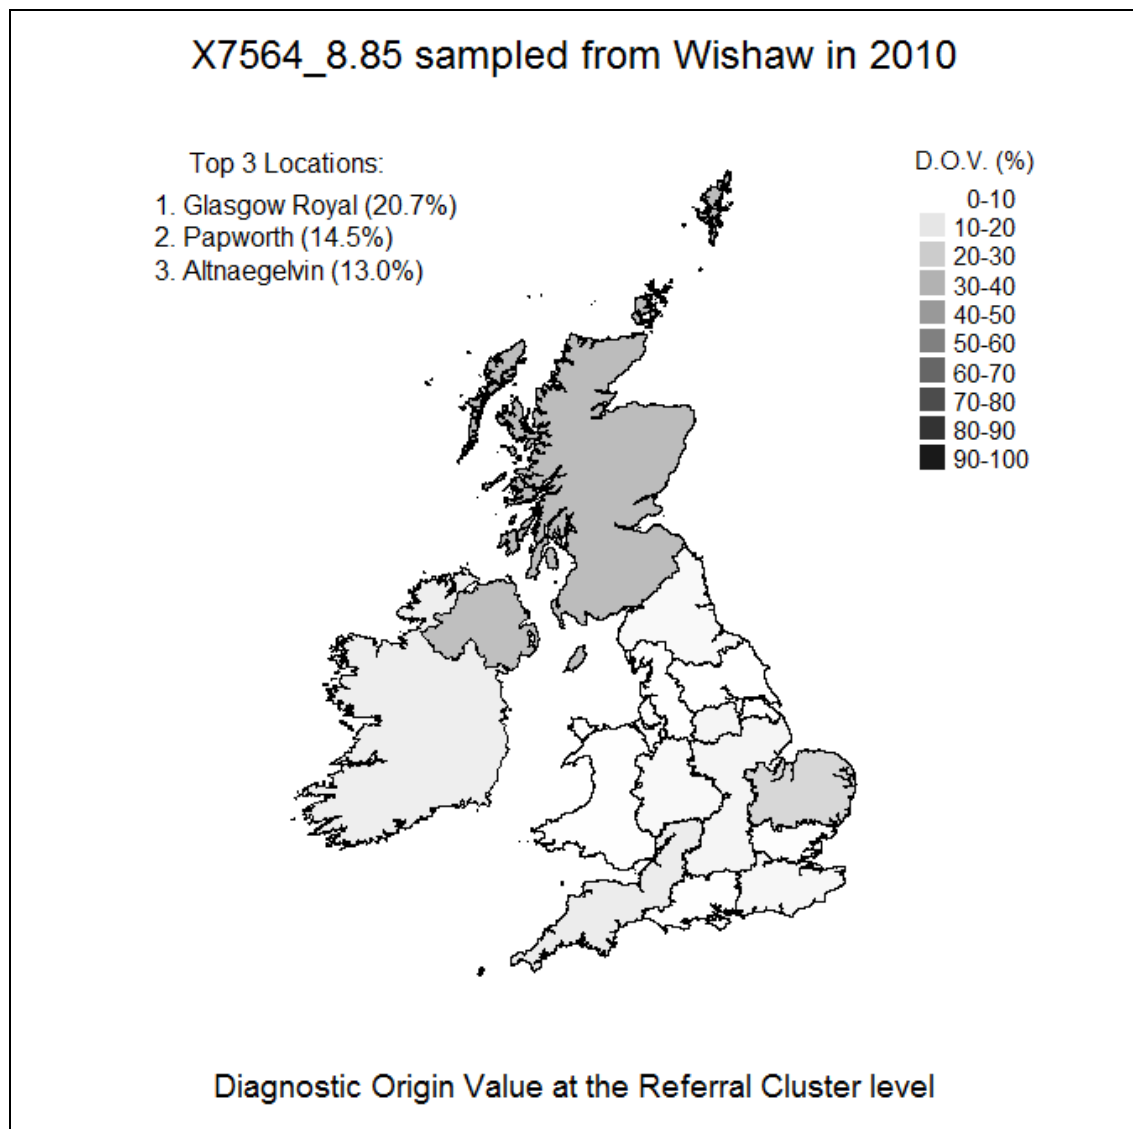 X7564_8.85 sampled from Wishaw in 2010
Top 3 Locations:
1. Glasgow Royal (20.7%)
2. Papworth (14.5%)
3. Altnaegelvin (13.0%)
D.O.V. (%)
0-10
10-20
20-30
30-40
40-50
50-60
60-70
70-80
80-90
90-100
Diagnostic Origin Value at the Referral Cluster level